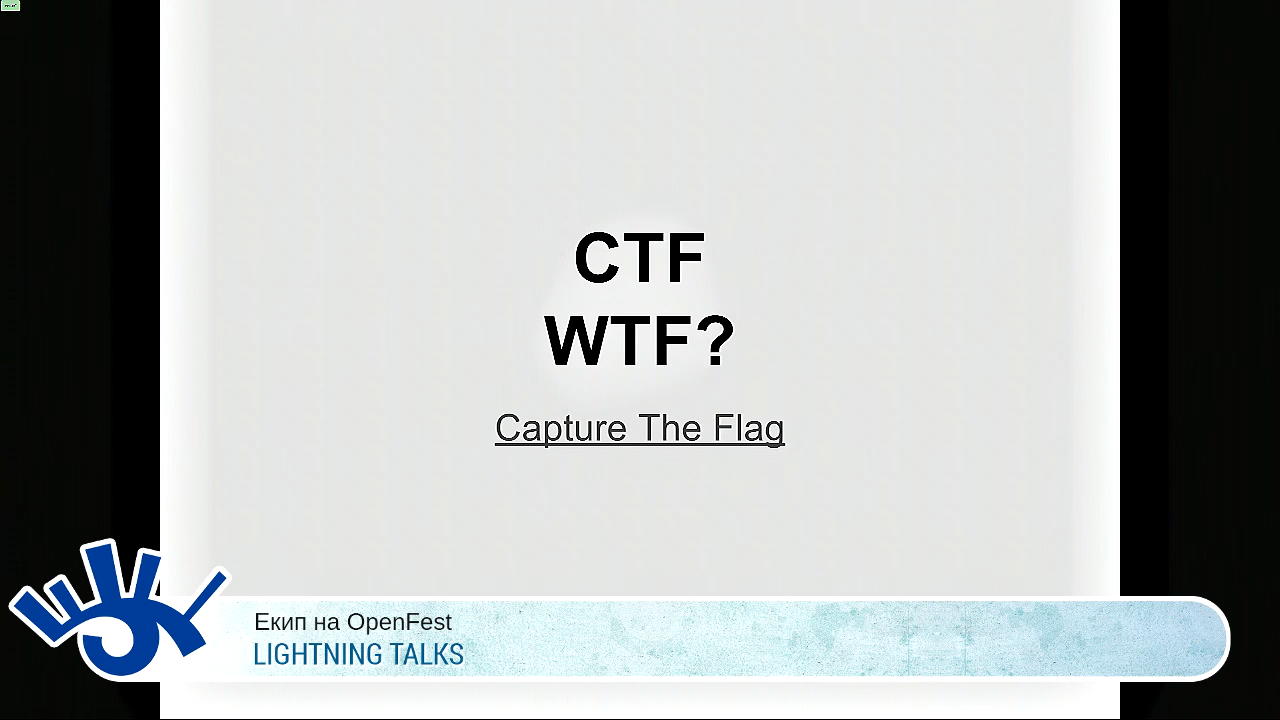 CTF
WTF?
Capture The Flag
Екип на OpenFest
LIGHTNING TALKS